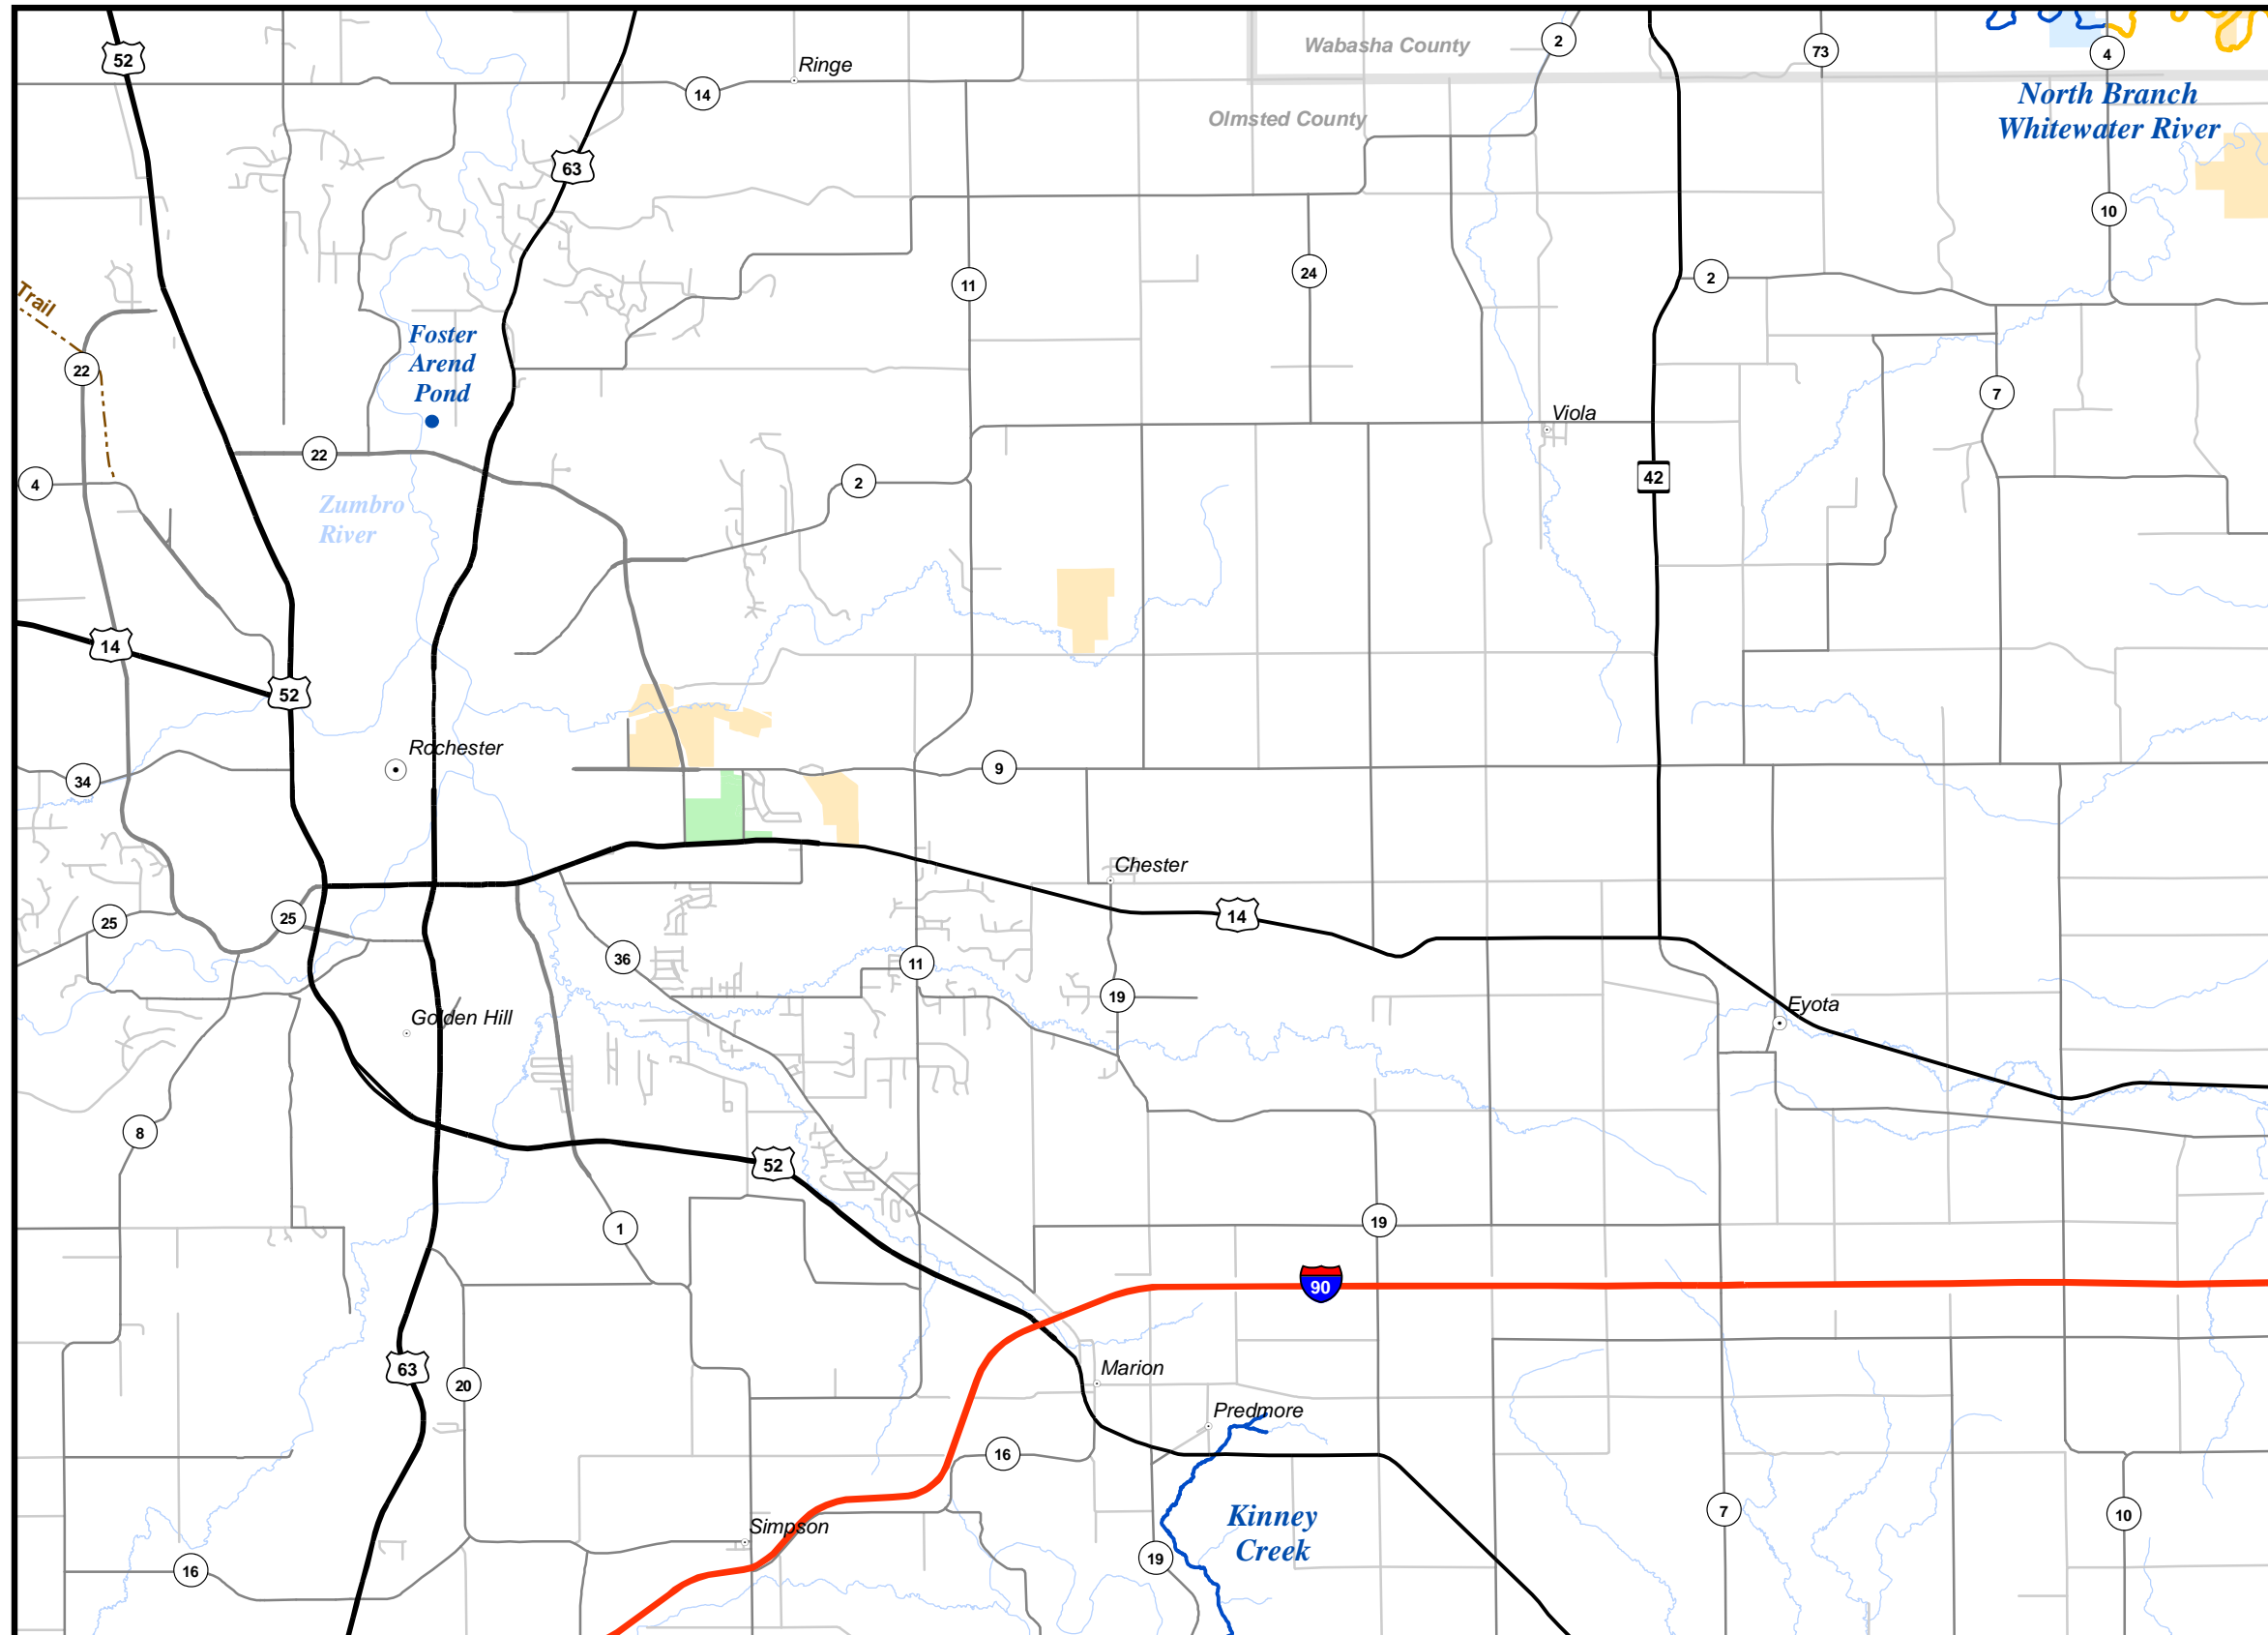 52
Ringe
Wabasha County
2
73
4
14
North Branch
Whitewater River
Olmsted County
63
10
24
2
11
Trail
Foster
Arend
Pond
22
7
Viola
22
4
2
42
Zumbro
River
14
52
Rochester
9
34
Chester
14
25
25
36
11
19
Eyota
Golden Hill
8
52
19
1
90
63
20
Marion
Predmore
16
7
10
Kinney
Creek
Simpson
19
16